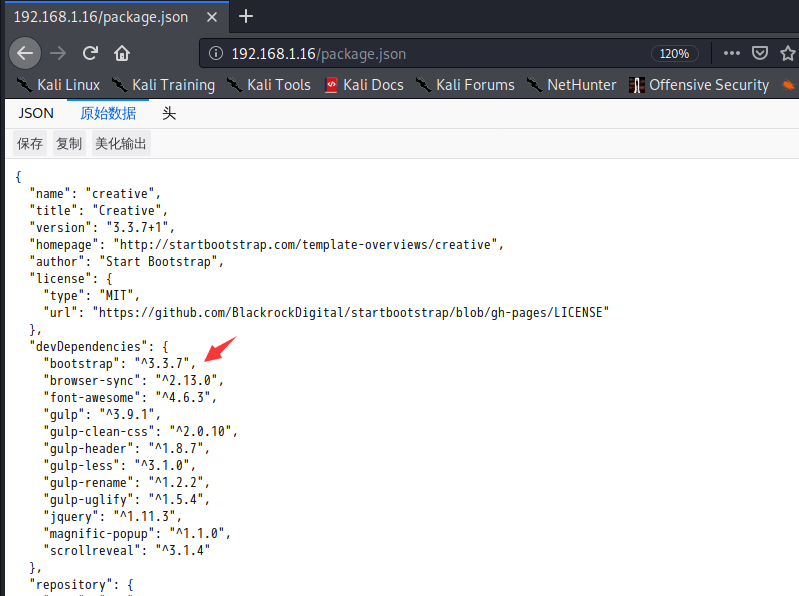 192.168.1.16/package.json
192.168.1.16/package.json 120%
Kali Linux Kali Training Kali Tools Kali Docs Kali Forums NetHunter Offensive Security
JSON 原始数据 头
保存 复制 美化输出
{
"name": "creative",
"title": "Creative",
"version": "3.3.7+1",
"homepage": "http://startbootstrap.com/template-overviews/creative",
"author": "Start Bootstrap",
"license": {
"type": "MIT",
"url": "https://github.com/BlackrockDigital/startbootstrap/blob/gh-pages/LICENSE"
},
"devDependencies": {
"bootstrap": "^3.3.7",
"browser-sync": "^2.13.0",
"font-awesome": "^4.6.3",
"gulp": "^3.9.1",
"gulp-clean-css": "^2.0.10",
"gulp-header": "^1.8.7",
"gulp-less": "^3.1.0",
"gulp-rename": "^1.2.2",
"gulp-uglify": "^1.5.4",
"jquery": "^1.11.3",
"magnific-popup": "^1.1.0",
"scrollreveal": "^3.1.4"
},
"repository": {